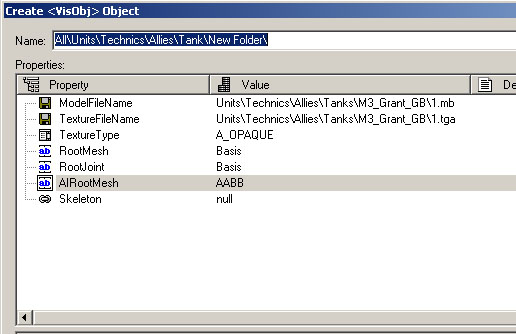 Create <VisObj> Object
Name: All\Units\Technics\Allies\Tank\New Folder\
Properties:
Property Value De
ModelFileName Units\Technics\Allies\Tanks\M3_Grant_GB\1.mb
TextureFileName Units\Technics\Allies\Tanks\M3_Grant_GB\1.tga
TextureType A_OPAQUE
RootMesh Basis
RootJoint Basis
AIRootMesh AABB
Skeleton null